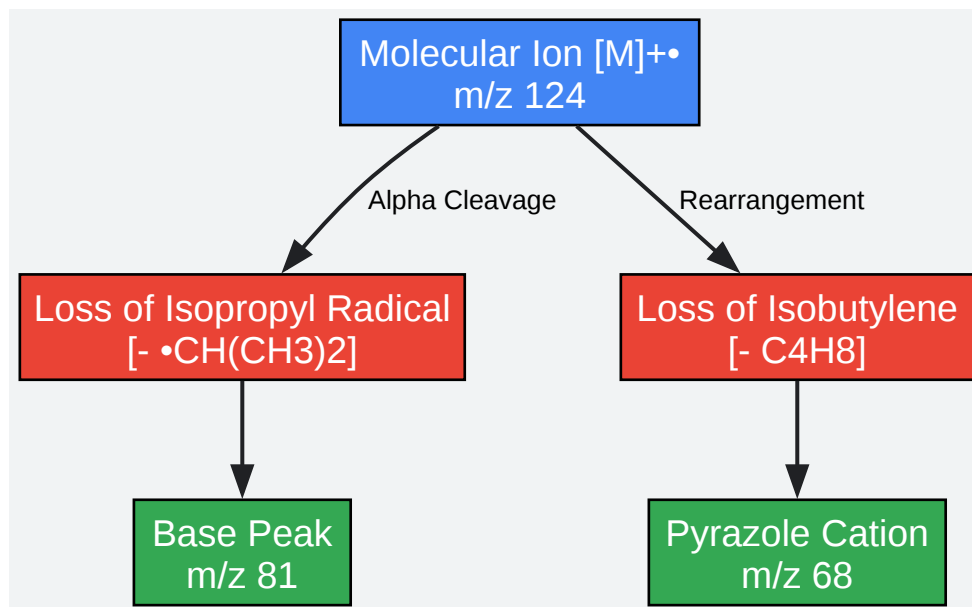 Molecular Ion [M]+•
m/z 124
Alpha Cleavage
Rearrangement
Loss of Isopropyl Radical
[- •CH(CH3)2]
Loss of Isobutylene
[- C4H8]
Base Peak
m/z 81
Pyrazole Cation
m/z 68